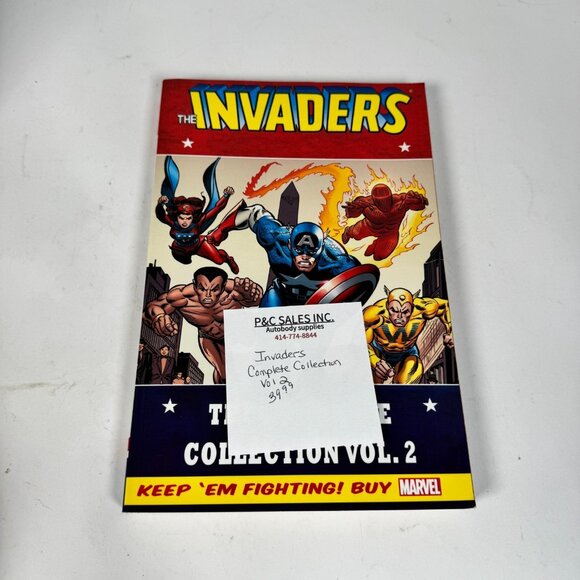 THE INVADERS
P&C SALES INC.
Autobody supplies
414-774-8844
Invaders
Complete Collection
Vol 2
39.99
COLLECTION VOL. 2
KEEP 'EM FIGHTING! BUY MARVEL